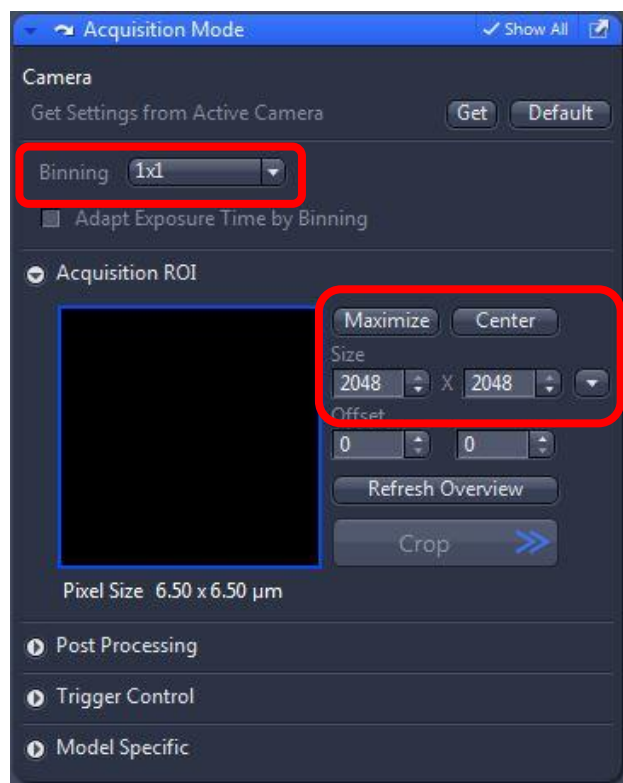 Acquisition Mode
Show All
Camera
Get Settings from Active Camera
Get
Default
Binning
1x1
Adapt Exposure Time by Binning
Acquisition ROI
Maximize
Center
Size
2048 X 2048
Offset
0
0
Refresh Overview
Crop
Pixel Size 6.50 x 6.50 µm
Post Processing
Trigger Control
Model Specific